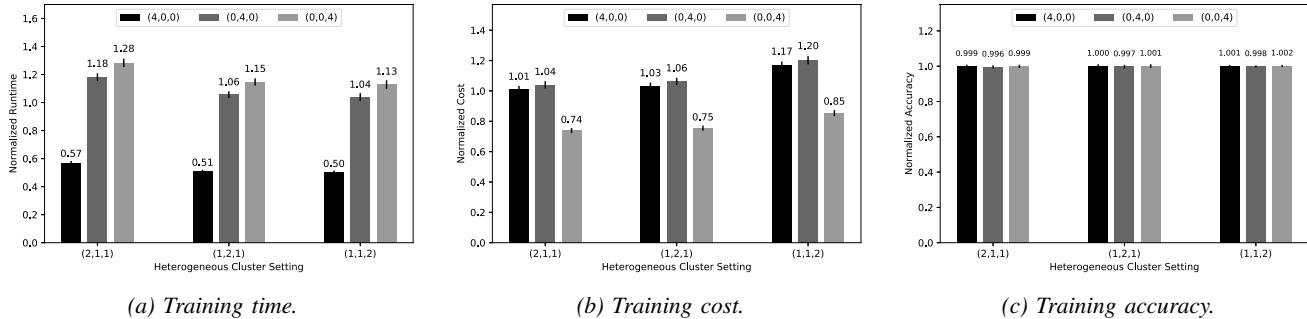 (4,0,0) (0,4,0) (0,0,4)
Normalized Runtime
1.6
1.4
1.2
1.0
0.8
0.6
0.4
0.2
0.0
0.57 1.18 1.28
0.51 1.06 1.15
0.50 1.04 1.13
(2,1,1) (1,2,1) (1,1,2)
Heterogeneous Cluster Setting
(a) Training time.
(4,0,0) (0,4,0) (0,0,4)
Normalized Cost
1.4
1.2
1.0
0.8
0.6
0.4
0.2
0.0
1.01 1.04 0.74
1.03 1.06 0.75
1.17 1.20 0.85
(2,1,1) (1,2,1) (1,1,2)
Heterogeneous Cluster Setting
(b) Training cost.
(4,0,0) (0,4,0) (0,0,4)
Normalized Accuracy
1.2
1.0
0.8
0.6
0.4
0.2
0.0
0.999 0.996 0.999
1.000 0.997 1.001
1.001 0.998 1.002
(2,1,1) (1,2,1) (1,1,2)
Heterogeneous Cluster Setting
(c) Training accuracy.